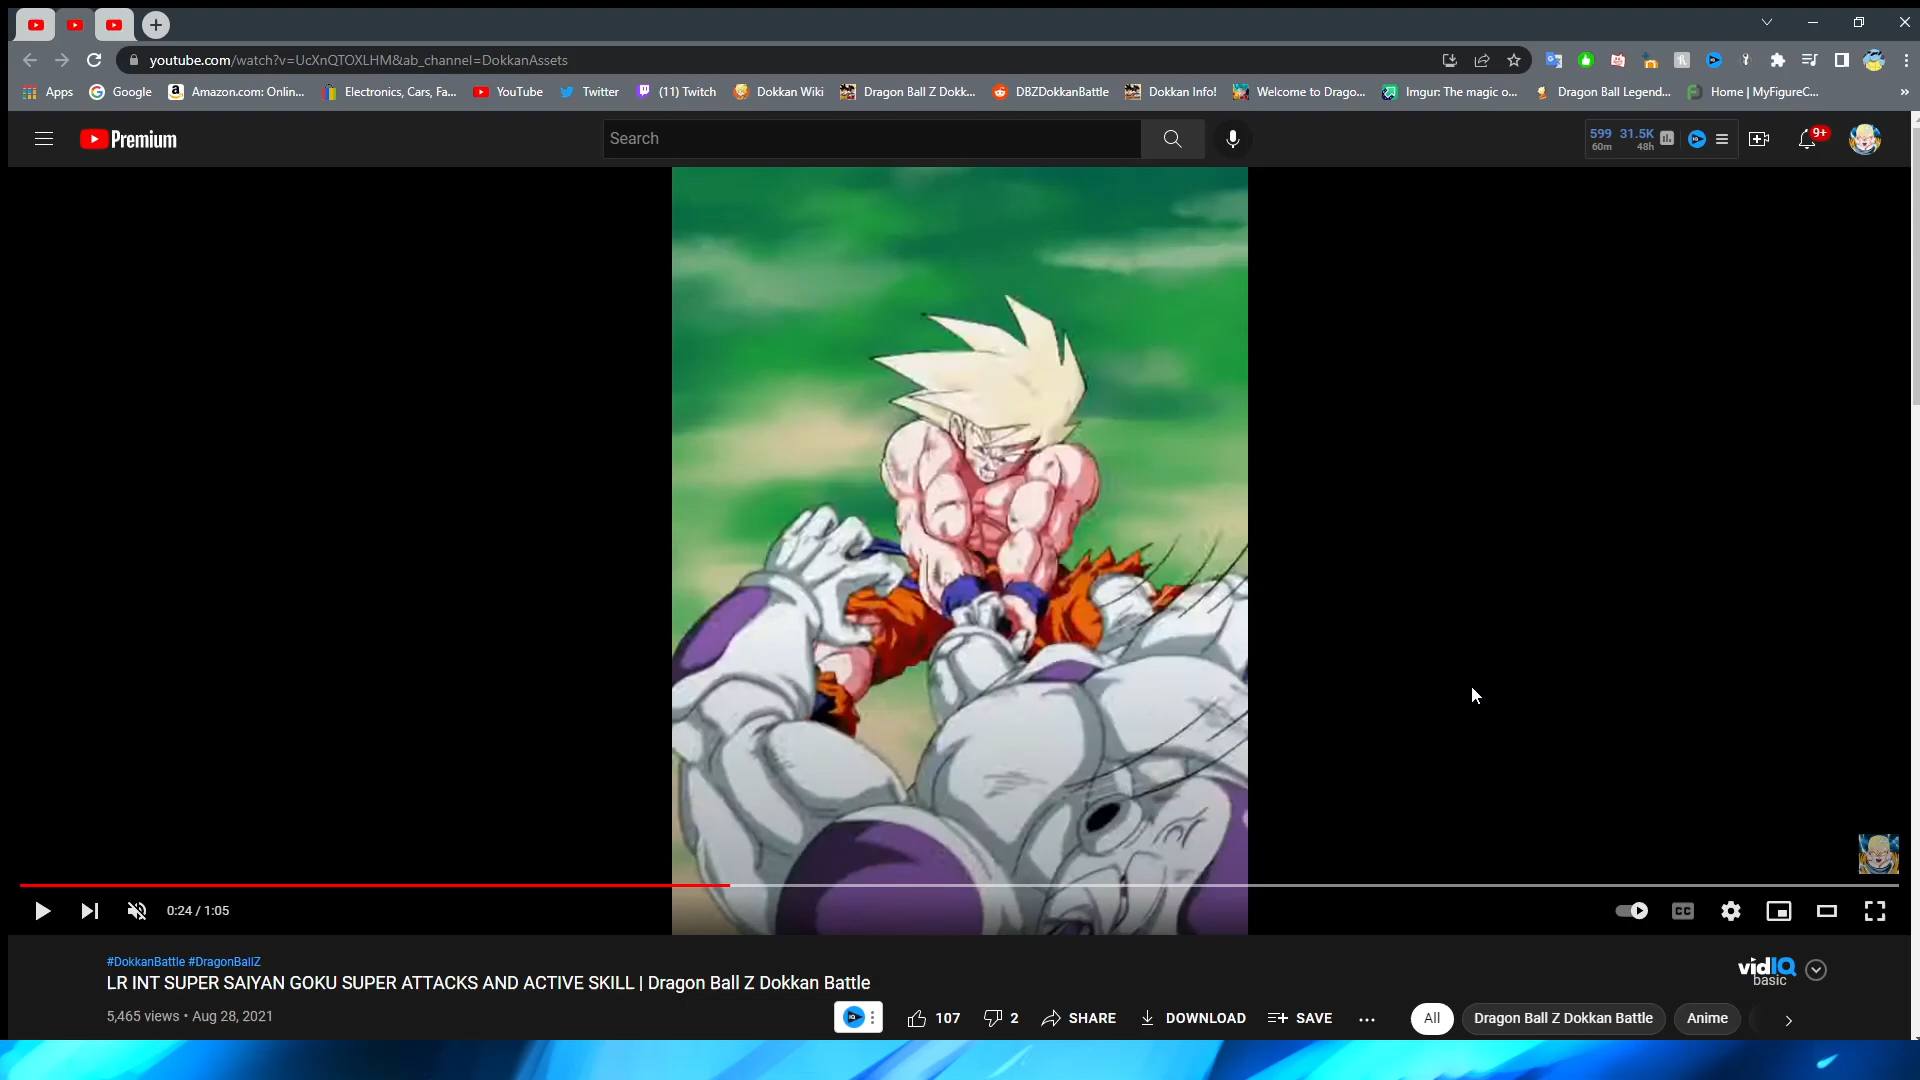 youtube.com/watch?v=UcXnQTOXLHM&ab_channel=DokkanAssets
Apps Google Amazon.com: Onlin... Electronics, Cars, Fa... YouTube Twitter (11) Twitch Dokkan Wiki Dragon Ball Z Dokk... DBZDokkanBattle Dokkan Info! Welcome to Drago... Imgur: The magic o... Dragon Ball Legend... Home | MyFigureC... »
Premium Search 599 31.5K 9+
60m 48h
0:24 / 1:05 CC
#DokkanBattle #DragonBallZ
LR INT SUPER SAIYAN GOKU SUPER ATTACKS AND ACTIVE SKILL | Dragon Ball Z Dokkan Battle
vidIQ
basic
5,465 views • Aug 28, 2021 107 2 SHARE DOWNLOAD SAVE ... All Dragon Ball Z Dokkan Battle Anime